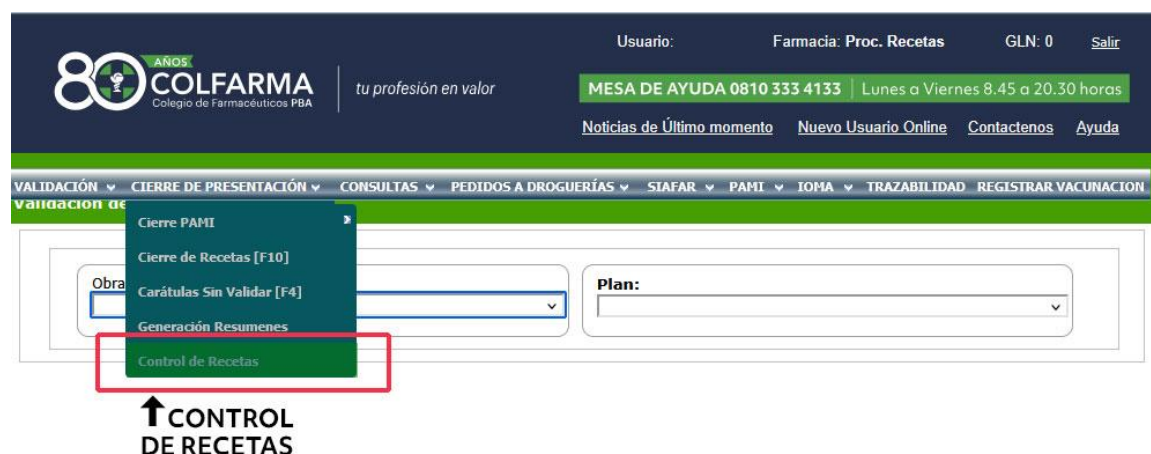 Usuario: Farmacia: Proc. Recetas GLN: 0 Salir
80 AÑOS
COLFARMA
Colegio de Farmacéuticos PBA
tu profesión en valor
MESA DE AYUDA 0810 333 4133 | Lunes a Viernes 8.45 a 20.30 horas
Noticias de Último momento Nuevo Usuario Online Contactenos Ayuda
VALIDACIÓN CIERRE DE PRESENTACIÓN CONSULTAS PEDIDOS A DROGUERÍAS SIAFAR PAMI IOMA TRAZABILIDAD REGISTRAR VACUNACION
Validación de
Cierre PAMI
Cierre de Recetas [F10]
Carátulas Sin Validar [F4]
Generación Resumenes
Control de Recetas
Obra
Plan:
CONTROL
DE RECETAS